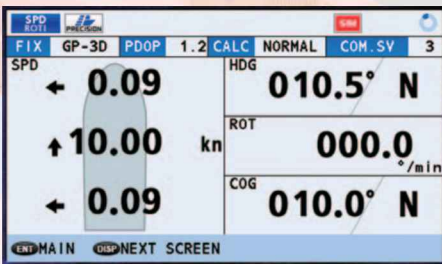 SPD ROTI PRECISION SIM
FIX GP-3D PDOP 1.2 CALC NORMAL COM.SV 3
SPD
← 0.09
↑ 10.00 kn
← 0.09
HDG
010.5° N
ROT
000.0
°/min
COG
010.0° N
ENT MAIN DISP NEXT SCREEN